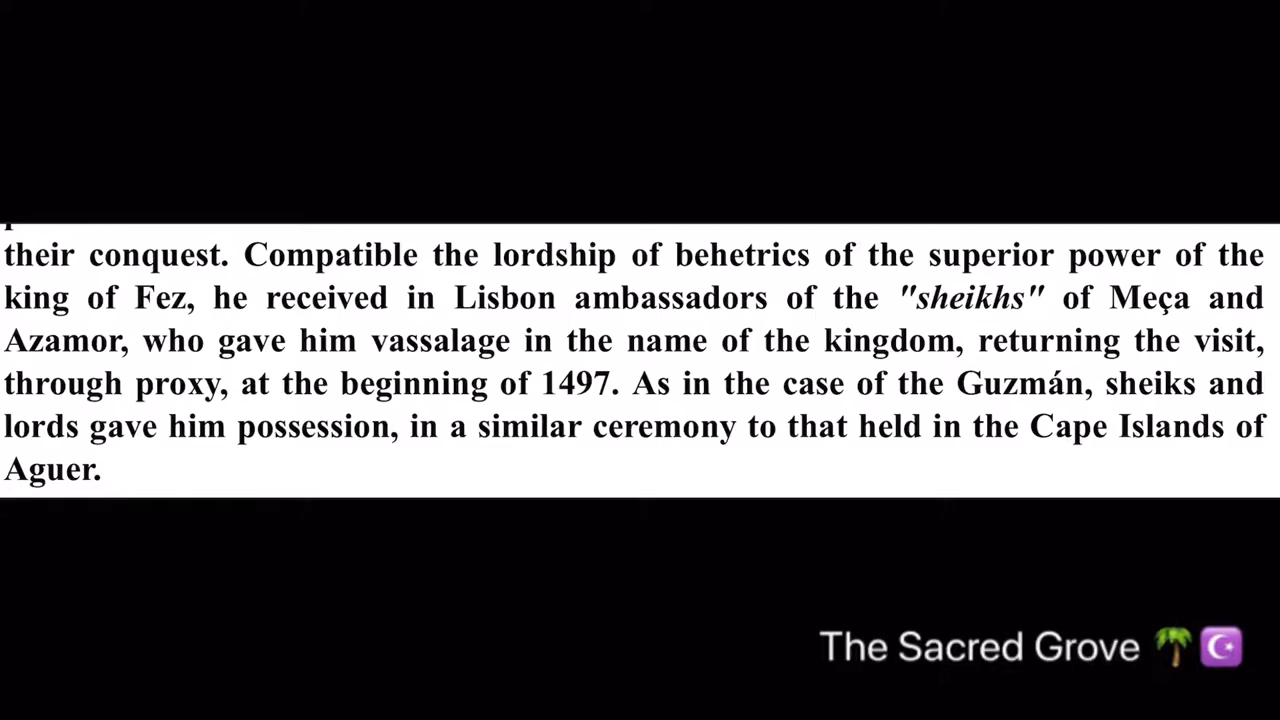 their conquest. Compatible the lordship of behetrics of the superior power of the
king of Fez, he received in Lisbon ambassadors of the "sheikhs" of Meça and
Azamor, who gave him vassalage in the name of the kingdom, returning the visit,
through proxy, at the beginning of 1497. As in the case of the Guzmán, sheiks and
lords gave him possession, in a similar ceremony to that held in the Cape Islands of
Aguer.
The Sacred Grove 🌴☪️